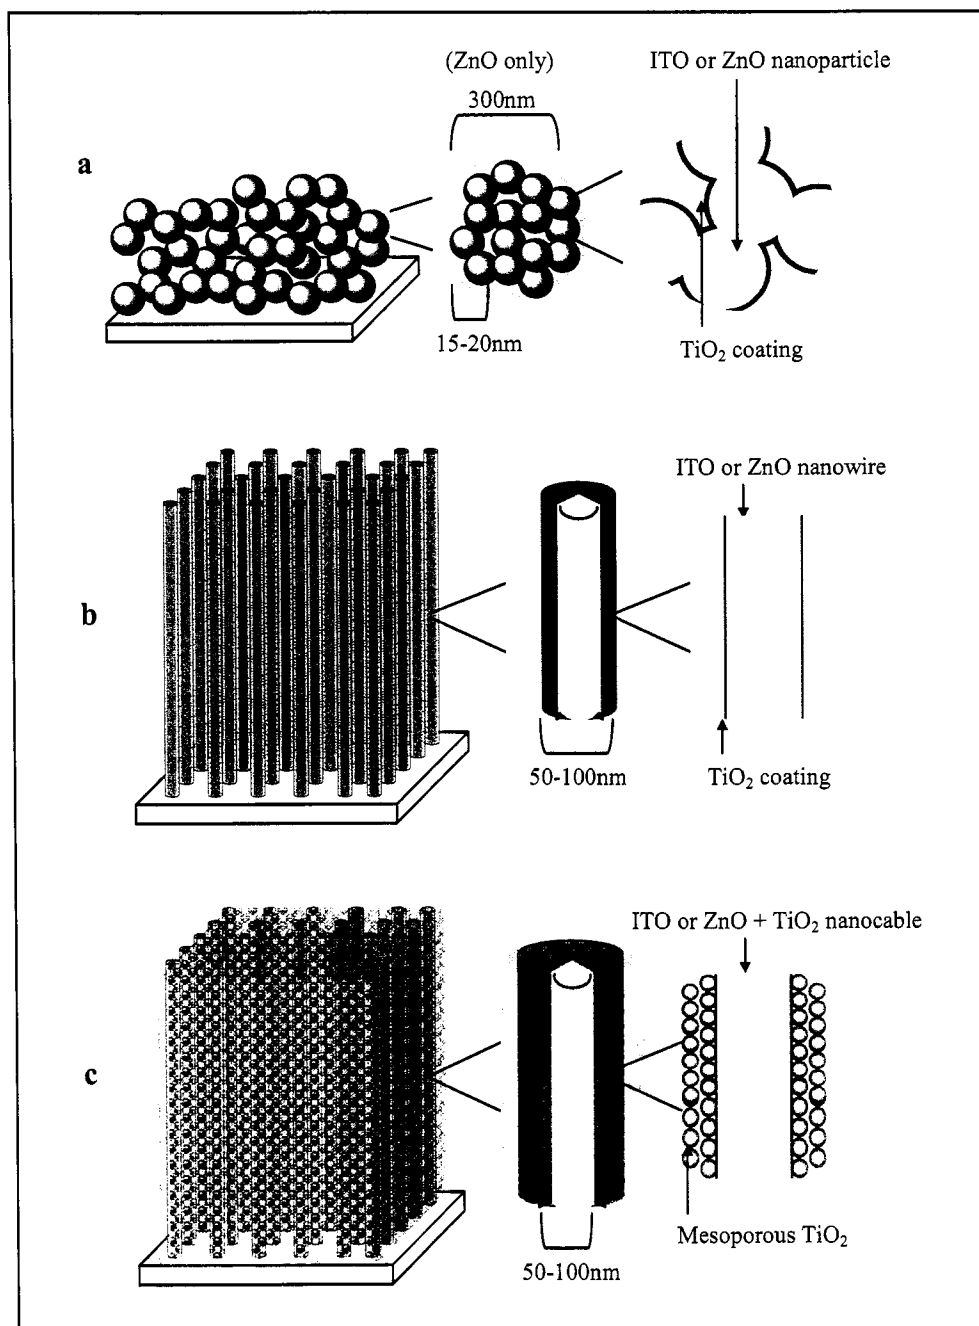 (ZnO only)
300nm
ITO or ZnO nanoparticle
a
15-20nm
TiO₂ coating
ITO or ZnO nanowire
b
50-100nm
TiO₂ coating
ITO or ZnO + TiO₂ nanocable
c
Mesoporous TiO₂
50-100nm